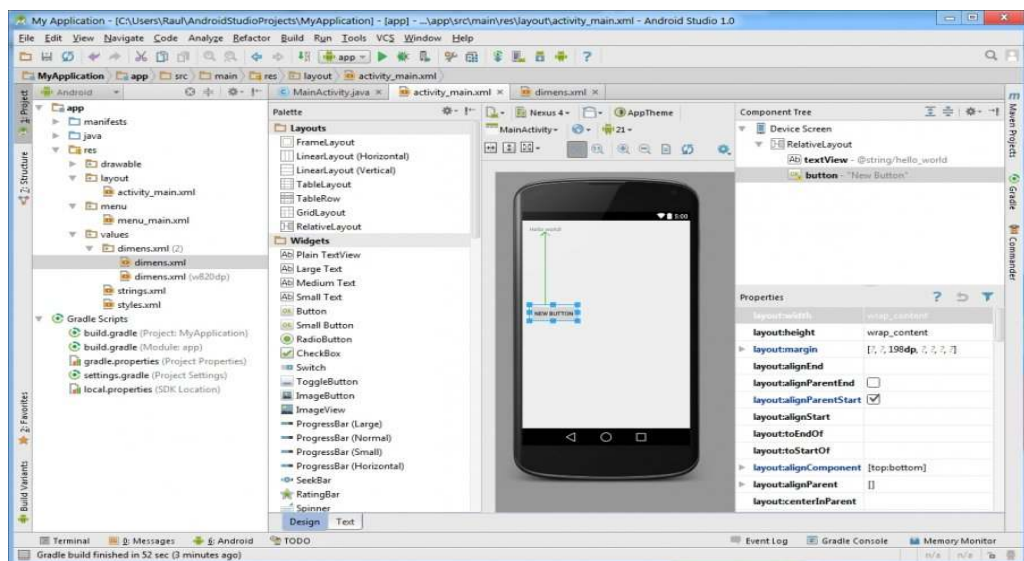 My Application - [C:\Users\Raul\AndroidStudioProjects\MyApplication] - [app] - ...\app\src\main\res\layout\activity_main.xml - Android Studio 1.0
File Edit View Navigate Code Analyze Refactor Build Run Tools VCS Window Help
app
MyApplication app src main res layout activity_main.xml
1: Project
2: Structure
2: Favorites
Build Variants
Android
app
manifests
java
res
drawable
layout
activity_main.xml
menu
menu_main.xml
values
dimens.xml (2)
dimens.xml
dimens.xml (w820dp)
strings.xml
styles.xml
Gradle Scripts
build.gradle (Project: MyApplication)
build.gradle (Module: app)
gradle.properties (Project Properties)
settings.gradle (Project Settings)
local.properties (SDK Location)
MainActivity.java
activity_main.xml
dimens.xml
Palette
Layouts
FrameLayout
LinearLayout (Horizontal)
LinearLayout (Vertical)
TableLayout
TableRow
GridLayout
RelativeLayout
Widgets
Ab Plain TextView
Ab Large Text
Ab Medium Text
Ab Small Text
OK Button
OK Small Button
RadioButton
CheckBox
Switch
ToggleButton
ImageButton
ImageView
ProgressBar (Large)
ProgressBar (Normal)
ProgressBar (Small)
ProgressBar (Horizontal)
SeekBar
RatingBar
Spinner
Design Text
Nexus 4 AppTheme
MainActivity 21
5:00
Hello world!
NEW BUTTON
Component Tree
Device Screen
RelativeLayout
Ab textView - @string/hello_world
OK button - "New Button"
Properties
layout:width wrap_content
layout:height wrap_content
layout:margin [?, ?, 198dp, ?, ?, ?, ?]
layout:alignEnd
layout:alignParentEnd
layout:alignParentStart
layout:alignStart
layout:toEndOf
layout:toStartOf
layout:alignComponent [top:bottom]
layout:alignParent []
layout:centerInParent
Maven Projects
Gradle
Commander
Terminal 0: Messages 6: Android TODO
Event Log Gradle Console Memory Monitor
Gradle build finished in 52 sec (3 minutes ago)
n/a n/a